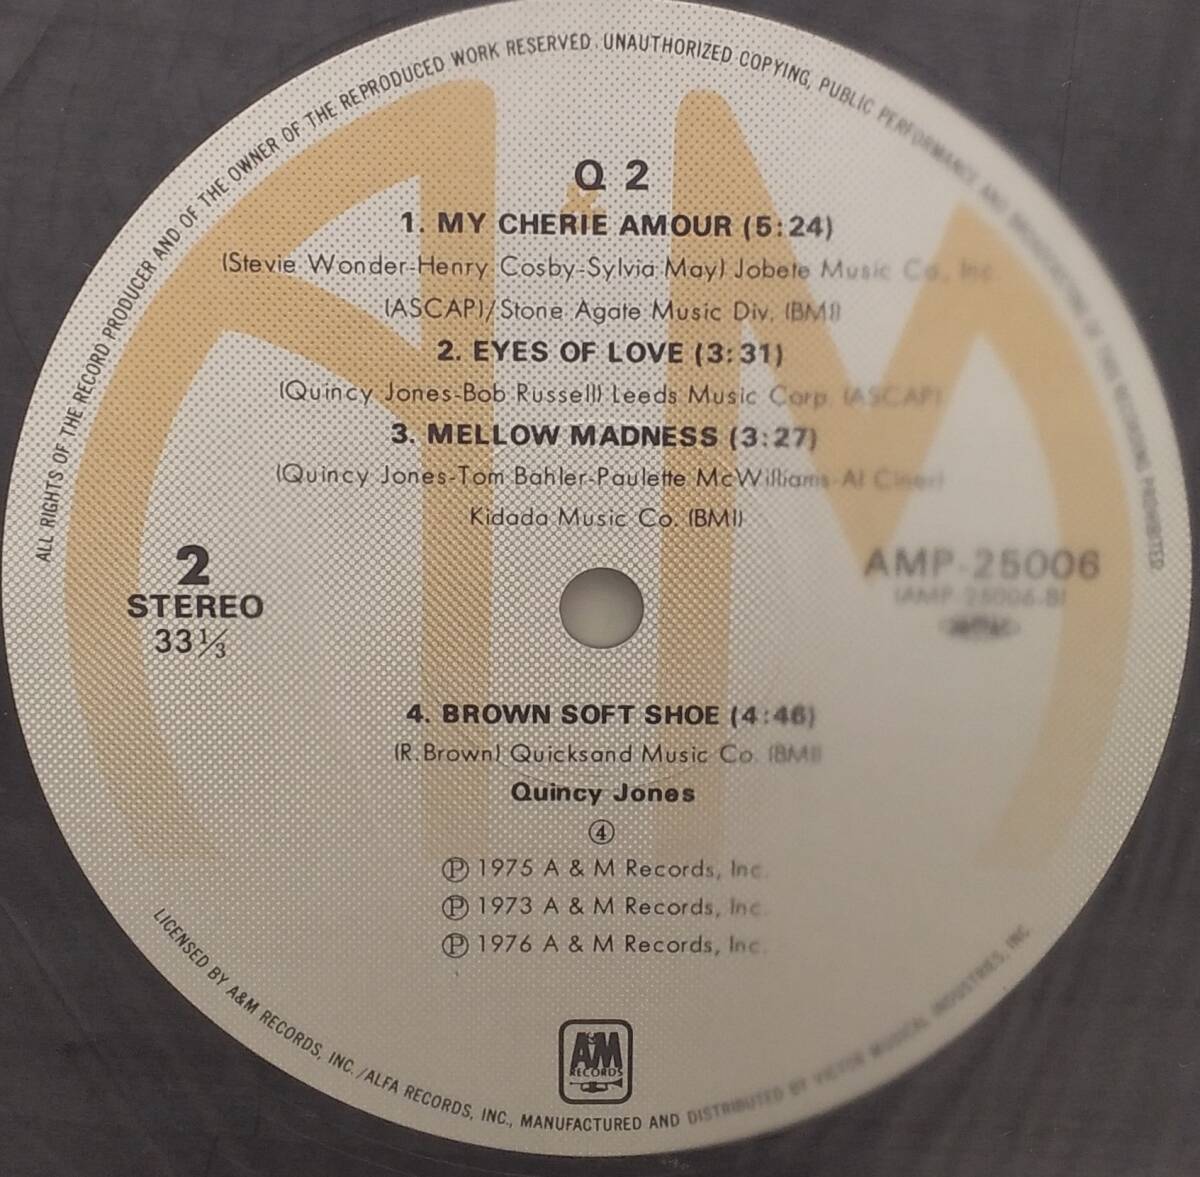 ALL RIGHTS OF THE RECORD PRODUCER AND OF THE OWNER OF THE REPRODUCED WORK RESERVED. UNAUTHORIZED COPYING, PUBLIC PERFORMANCE AND BROADCASTING OF THIS RECORD PROHIBITED
Q 2
1. MY CHERIE AMOUR (5:24)
(Stevie Wonder-Henry Cosby-Sylvia May) Jobete Music Co., Inc.
(ASCAP)/Stone Agate Music Div. (BMI)
2. EYES OF LOVE (3:31)
(Quincy Jones-Bob Russell) Leeds Music Corp. (ASCAP)
3. MELLOW MADNESS (3:27)
(Quincy Jones-Tom Bahler-Paulette McWilliams-Al
Kidada Music Co. (BMI)
2
STEREO
33⅓
AMP-25006
(AMP-25006-B)
4. BROWN SOFT SHOE (4:46)
(R. Brown) Quicksand Music Co. (BMI)
Quincy Jones
④
Ⓟ 1975 A & M Records, Inc.
Ⓟ 1973 A & M Records, Inc.
Ⓟ 1976 A & M Records, Inc.
A&M
RECORDS
LICENSED BY A&M RECORDS, INC./ALFA RECORDS, INC., MANUFACTURED AND DISTRIBUTED BY VICTOR MUSICAL INDUSTRIES, INC